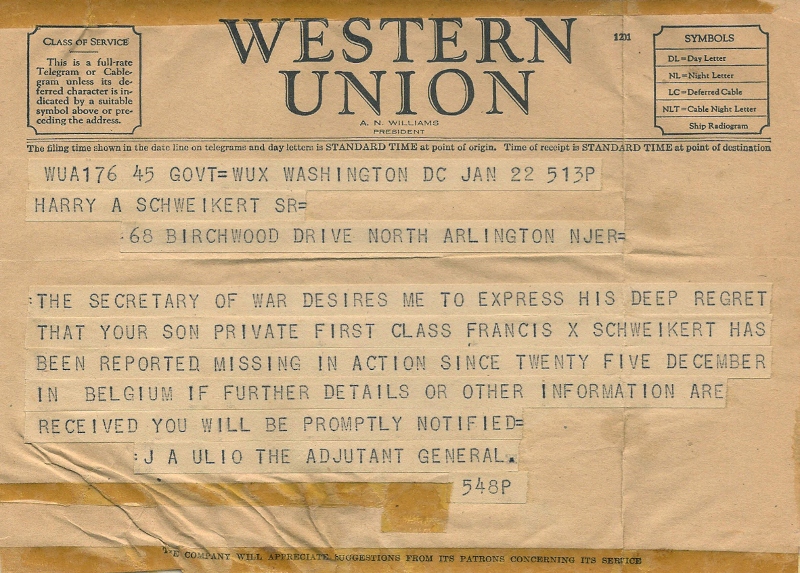 CLASS OF SERVICE
This is a full-rate
Telegram or Cable-
gram unless its de-
ferred character is in-
dicated by a suitable
symbol above or pre-
ceding the address.
WESTERN
UNION
A. N. WILLIAMS
PRESIDENT
1201
SYMBOLS
DL=Day Letter
NL=Night Letter
LC=Deferred Cable
NLT=Cable Night Letter
Ship Radiogram
The filing time shown in the date line on telegrams and day letters is STANDARD TIME at point of origin. Time of receipt is STANDARD TIME at point of destination
WUA176 45 GOVT=WUX WASHINGTON DC JAN 22 513P
HARRY A SCHWEIKERT SR=
:68 BIRCHWOOD DRIVE NORTH ARLINGTON NJER=
:THE SECRETARY OF WAR DESIRES ME TO EXPRESS HIS DEEP REGRET
THAT YOUR SON PRIVATE FIRST CLASS FRANCIS X SCHWEIKERT HAS
BEEN REPORTED MISSING IN ACTION SINCE TWENTY FIVE DECEMBER
IN BELGIUM IF FURTHER DETAILS OR OTHER INFORMATION ARE
RECEIVED YOU WILL BE PROMPTLY NOTIFIED=
:J A ULIO THE ADJUTANT GENERAL.
548P
THE COMPANY WILL APPRECIATE SUGGESTIONS FROM ITS PATRONS CONCERNING ITS SERVICE